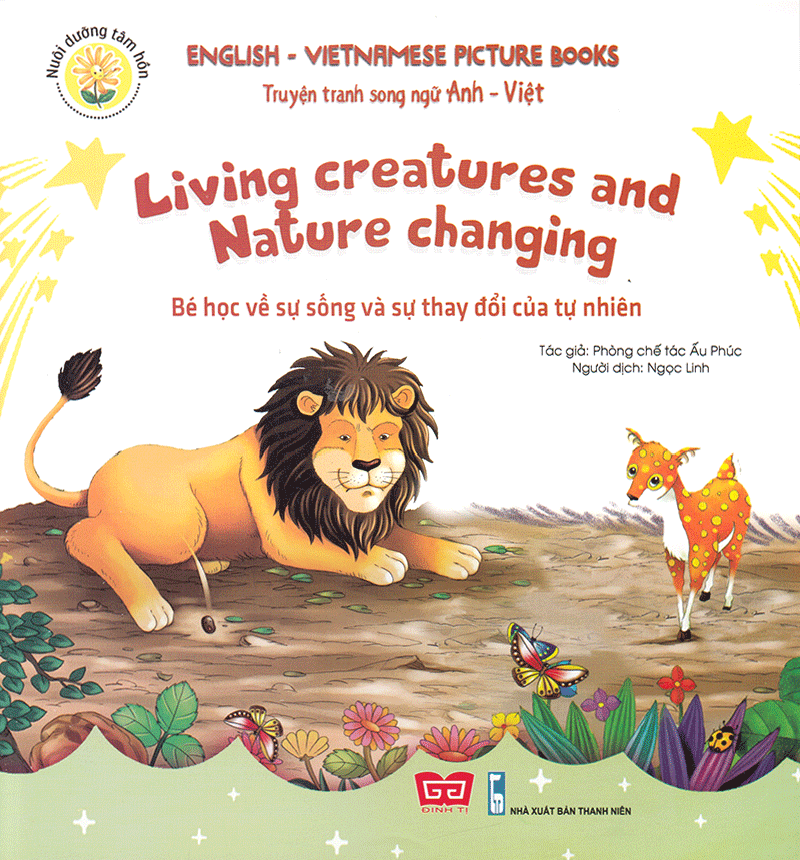 Nuôi dưỡng tâm hồn
ENGLISH - VIETNAMESE PICTURE BOOKS
Truyện tranh song ngữ Anh - Việt
Living creatures and
Nature changing
Bé học về sự sống và sự thay đổi của tự nhiên
Tác giả: Phòng chế tác Ấu Phúc
Người dịch: Ngọc Linh
ĐINH TỊ
NHÀ XUẤT BẢN THANH NIÊN